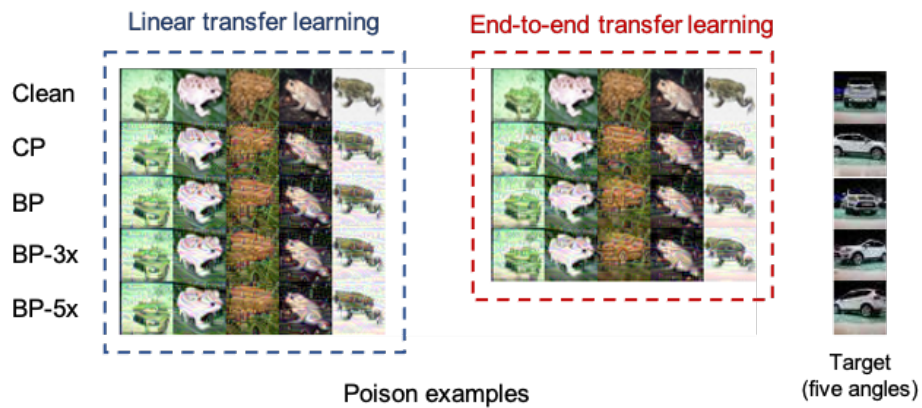 Linear transfer learning
End-to-end transfer learning
Clean
CP
BP
BP-3x
BP-5x
Poison examples
Target
(five angles)